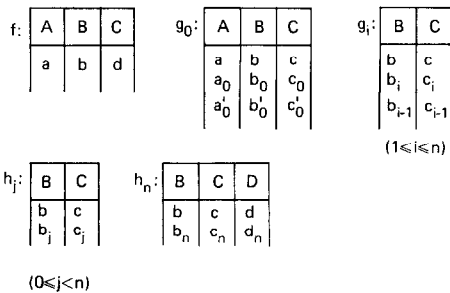 f: A B C
a b d
g₀: A B C
a b c
a₀ b₀ c₀
a'₀ b'₀ c'₀
gᵢ: B C
b c
bᵢ cᵢ
bᵢ₋₁ cᵢ₋₁
(1⩽i⩽n)
hⱼ: B C
b c
bⱼ cⱼ
(0⩽j<n)
hₙ: B C D
b c d
bₙ cₙ dₙ